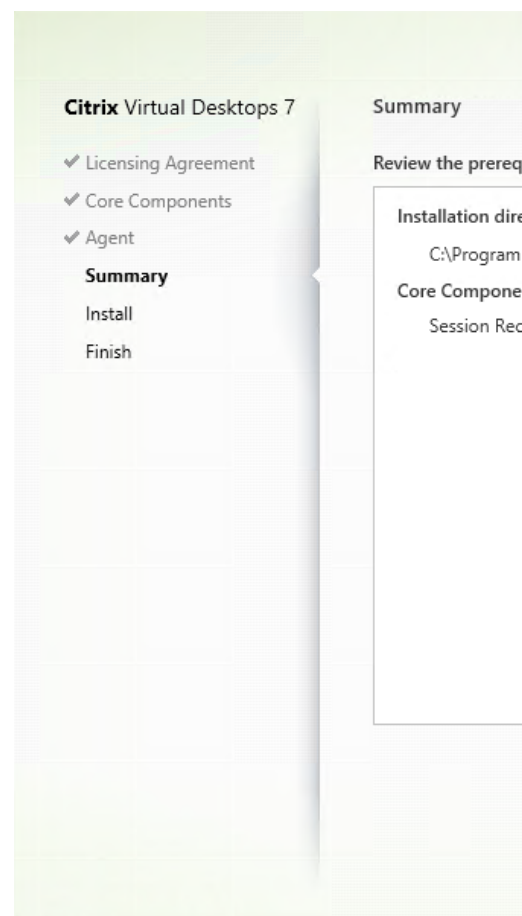 Citrix Virtual Desktops 7
Licensing Agreement
Core Components
Agent
Summary
Install
Finish
Summary
Review the prereq
Installation dire
C:\Program
Core Compone
Session Rec